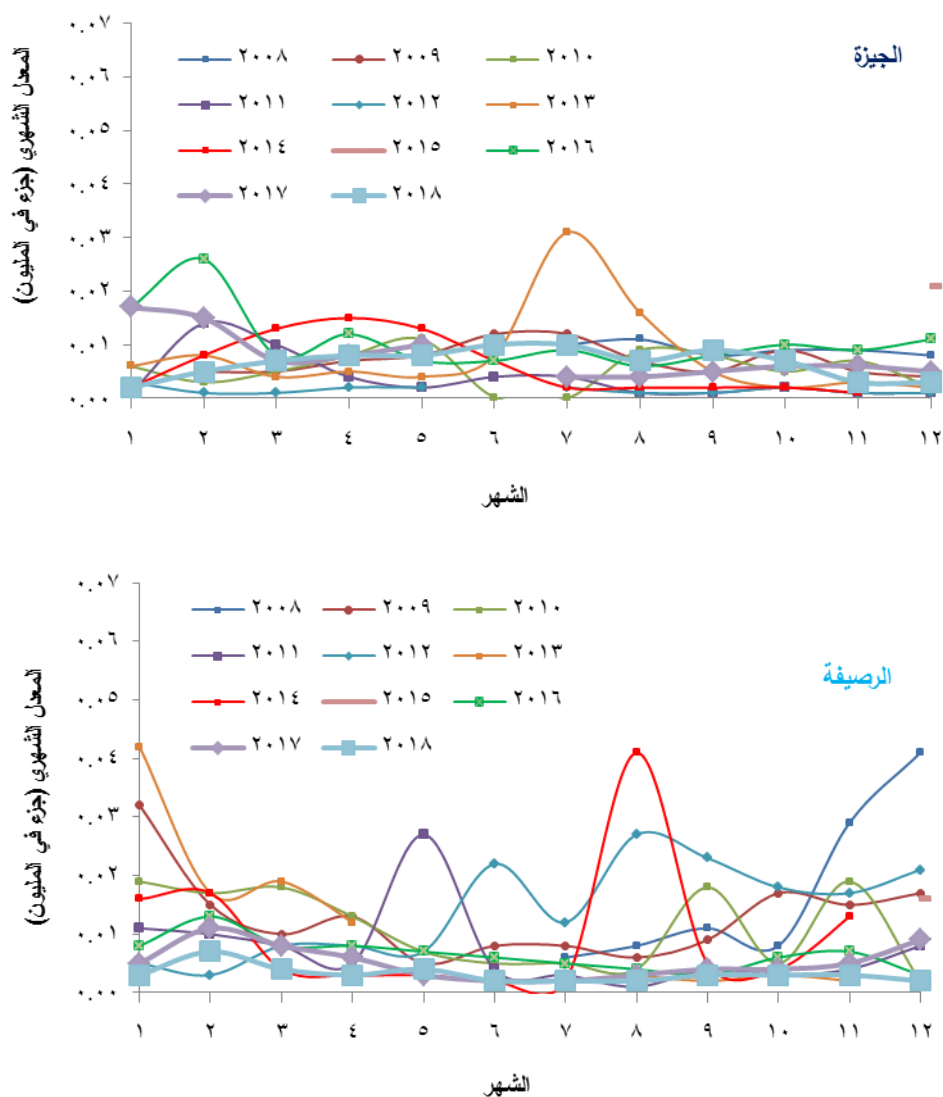 الجيزة
المعدل الشهري (جزء في المليون)
٠.٠٧
٠.٠٦
٠.٠٥
٠.٠٤
٠.٠٣
٠.٠٢
٠.٠١
٠.٠٠
٢٠٠٨ ٢٠٠٩ ٢٠١٠
٢٠١١ ٢٠١٢ ٢٠١٣
٢٠١٤ ٢٠١٥ ٢٠١٦
٢٠١٧ ٢٠١٨
١ ٢ ٣ ٤ ٥ ٦ ٧ ٨ ٩ ١٠ ١١ ١٢
الشهر
الرصيفة
المعدل الشهري (جزء في المليون)
٠.٠٧
٠.٠٦
٠.٠٥
٠.٠٤
٠.٠٣
٠.٠٢
٠.٠١
٠.٠٠
٢٠٠٨ ٢٠٠٩ ٢٠١٠
٢٠١١ ٢٠١٢ ٢٠١٣
٢٠١٤ ٢٠١٥ ٢٠١٦
٢٠١٧ ٢٠١٨
١ ٢ ٣ ٤ ٥ ٦ ٧ ٨ ٩ ١٠ ١١ ١٢
الشهر